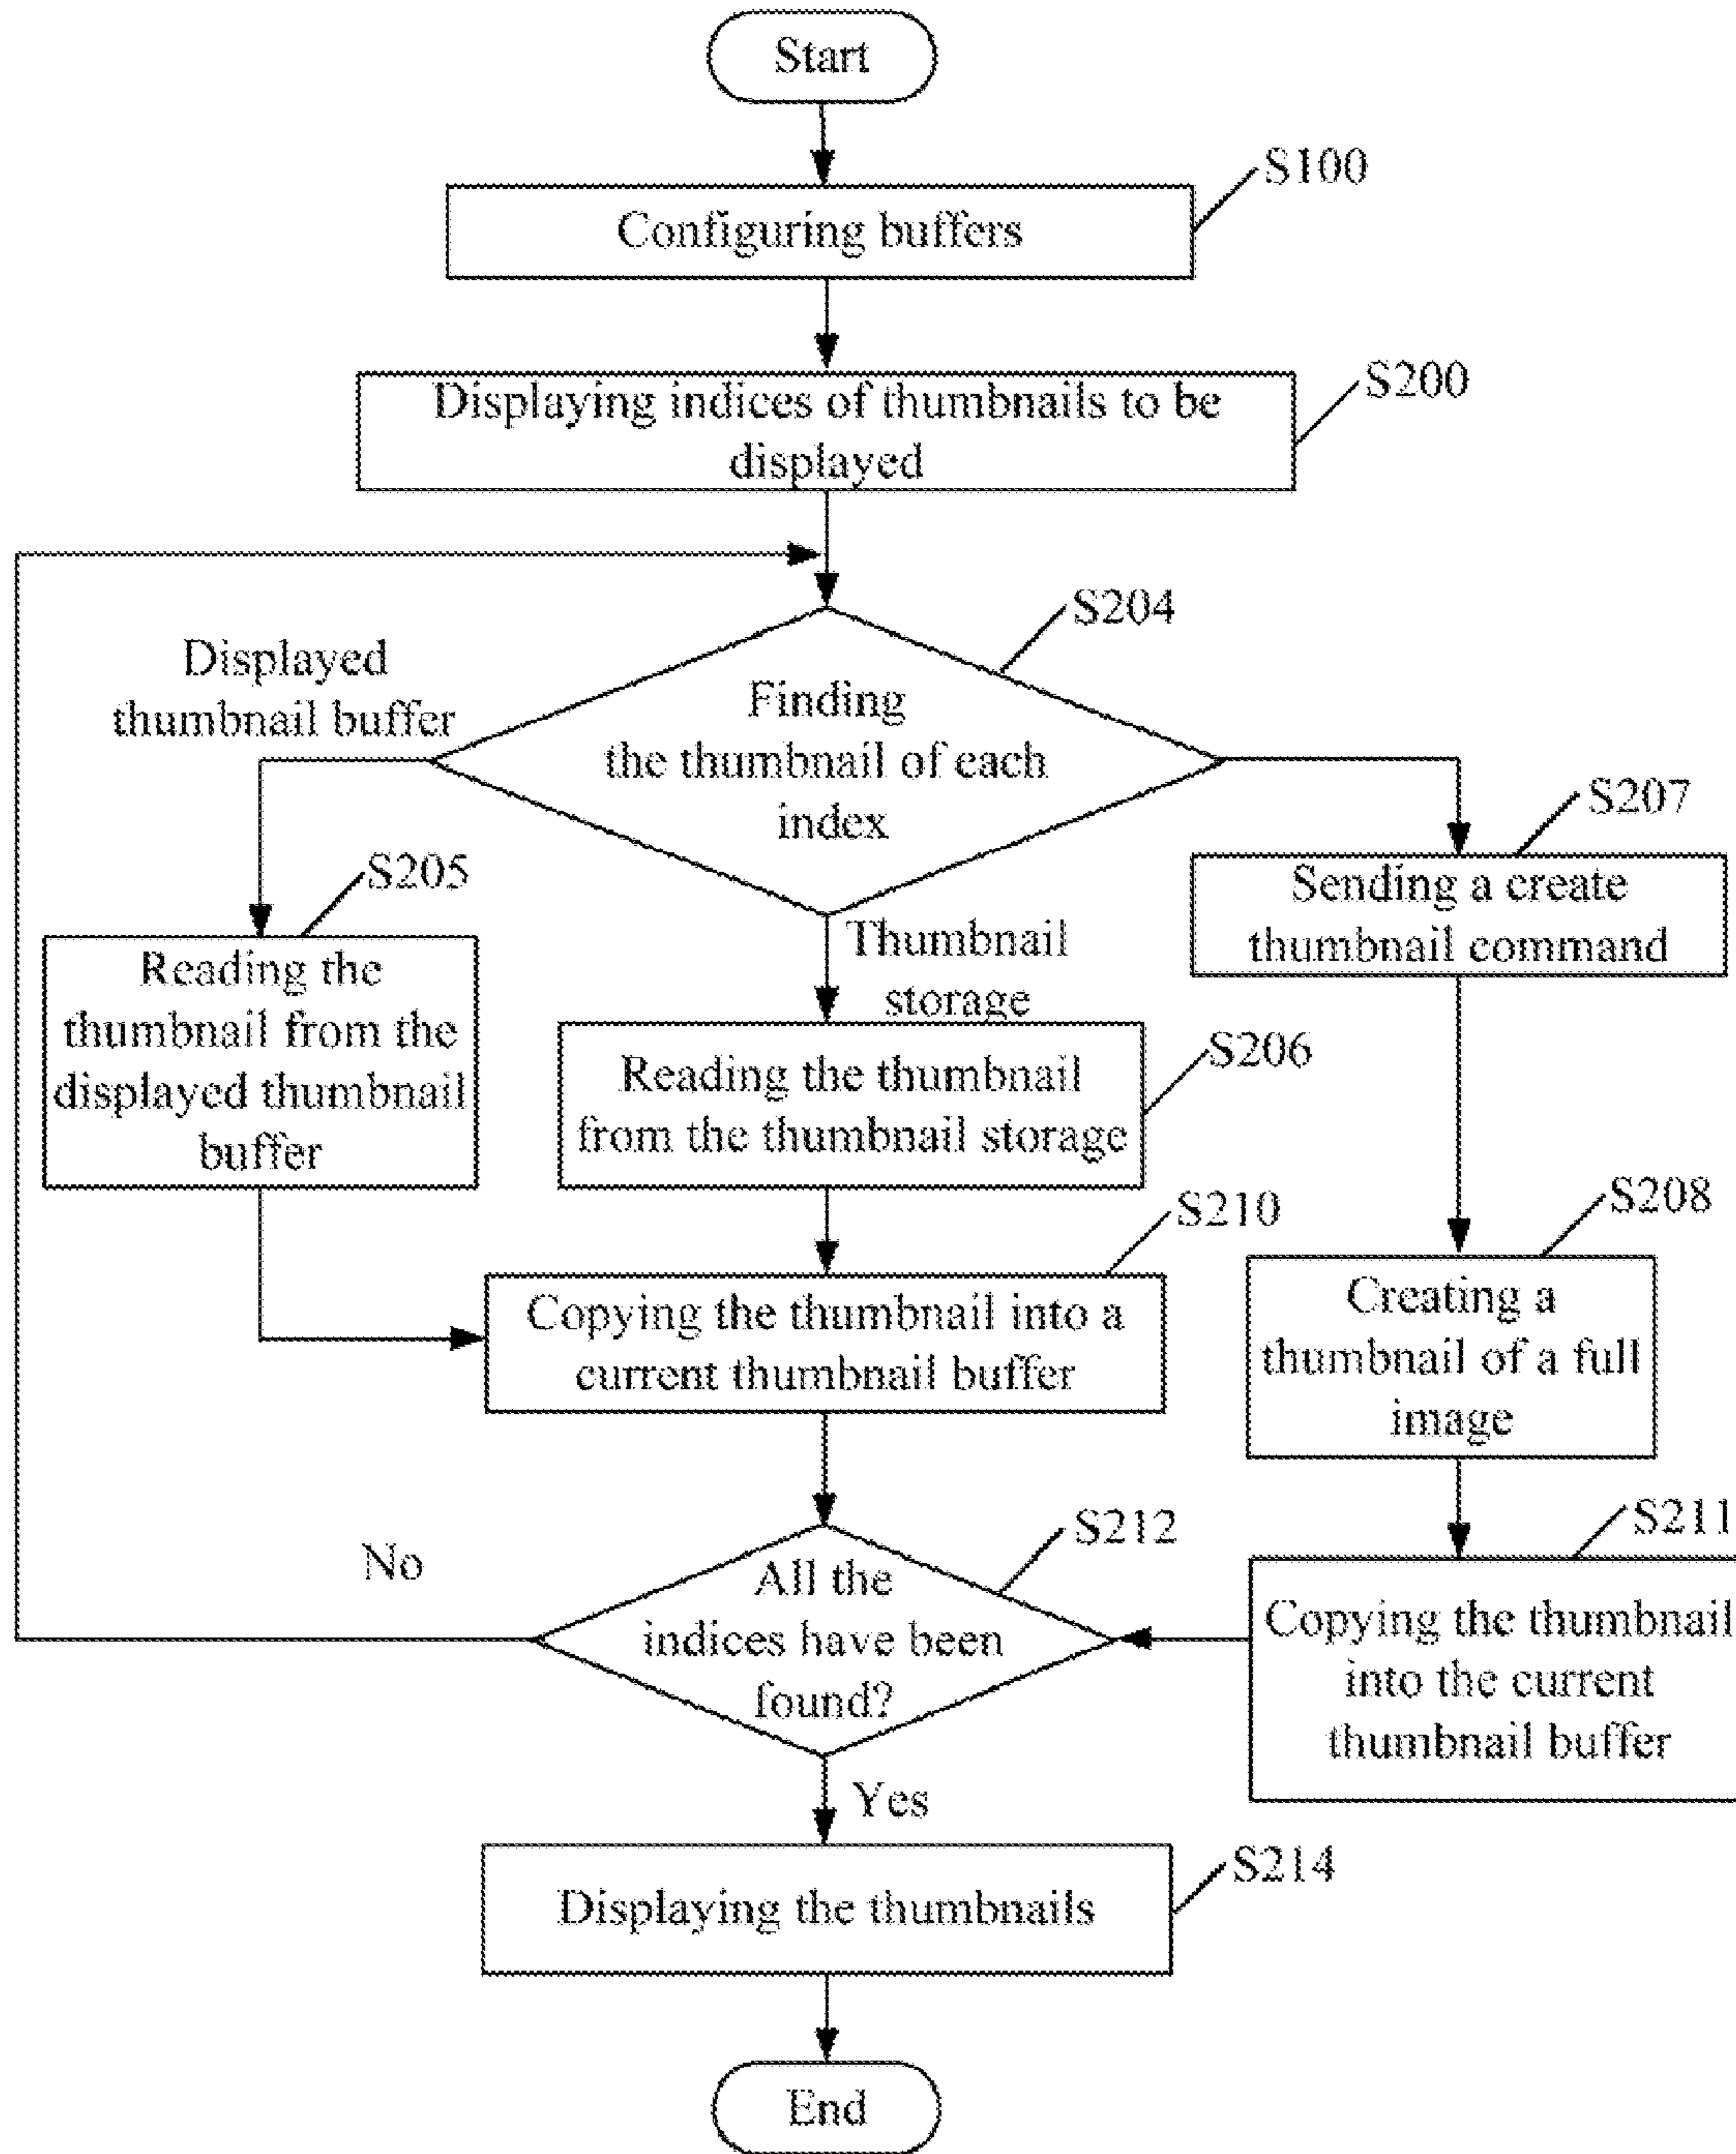 Start
S100
Configuring buffers
S200
Displaying indices of thumbnails to be
displayed
S204
Displayed
thumbnail buffer
Finding
the thumbnail of each
index
S207
Sending a create
thumbnail command
S205
Reading the
thumbnail from the
displayed thumbnail
buffer
Thumbnail
storage
S206
Reading the thumbnail
from the thumbnail storage
S208
Creating a
thumbnail of a full
image
S210
Copying the thumbnail into a
current thumbnail buffer
S211
Copying the thumbnail
into the current
thumbnail buffer
S212
No
All the
indices have been
found?
Yes
S214
Displaying the thumbnails
End